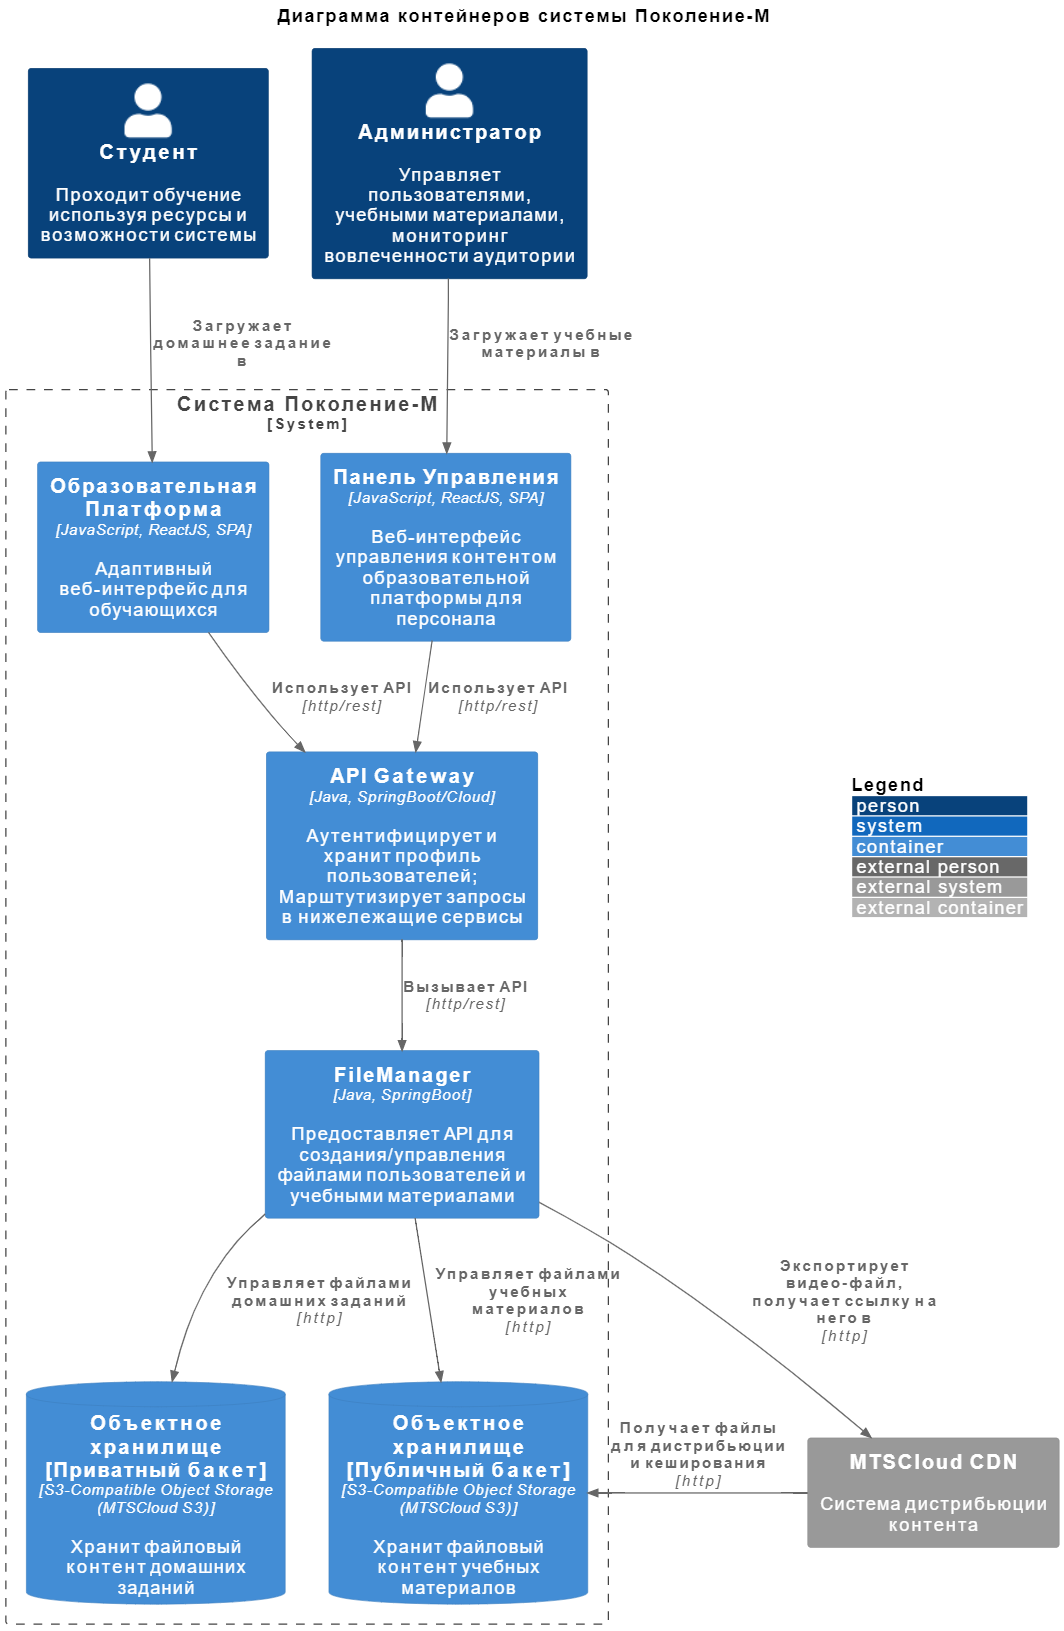 Диаграмма контейнеров системы Поколение-М
Студент
Проходит обучение
используя ресурсы и
возможности системы
Администратор
Управляет
пользователями,
учебными материалами,
мониторинг
вовлеченности аудитории
Загружает
домашнее задание
в
Загружает учебные
материалы в
Система Поколение-М
[System]
Образовательная
Платформа
[JavaScript, ReactJS, SPA]
Адаптивный
веб-интерфейс для
обучающихся
Панель Управления
[JavaScript, ReactJS, SPA]
Веб-интерфейс
управления контентом
образовательной
платформы для
персонала
Использует API
[http/rest]
Использует API
[http/rest]
API Gateway
[Java, SpringBoot/Cloud]
Аутентифицирует и
хранит профиль
пользователей;
Марштутизирует запросы
в нижележащие сервисы
Legend
person
system
container
external person
external system
external container
Вызывает API
[http/rest]
FileManager
[Java, SpringBoot]
Предоставляет API для
создания/управления
файлами пользователей и
учебными материалами
Управляет файлами
домашних заданий
[http]
Управляет файлами
учебных
материалов
[http]
Экспортирует
видео-файл,
получает ссылку на
него в
[http]
Объектное
хранилище
[Приватный бакет]
[S3-Compatible Object Storage
(MTSCloud S3)]
Хранит файловый
контент домашних
заданий
Объектное
хранилище
[Публичный бакет]
[S3-Compatible Object Storage
(MTSCloud S3)]
Хранит файловый
контент учебных
материалов
Получает файлы
для дистрибьюции
и кеширования
[http]
MTSCloud CDN
Система дистрибьюции
контента